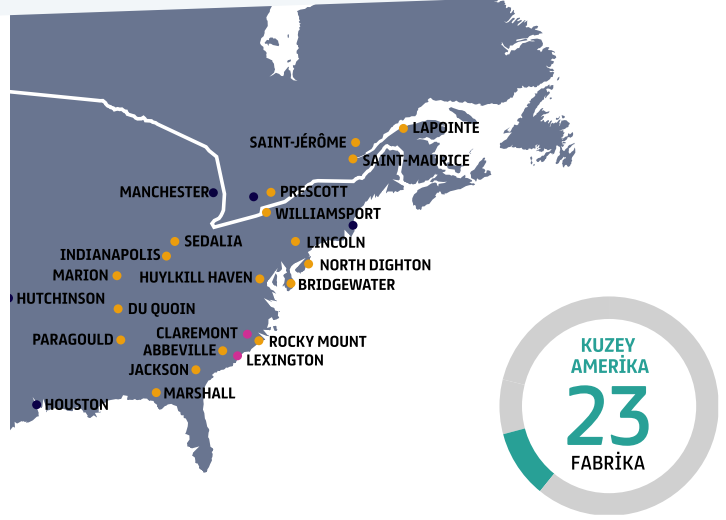 LAPOINTE
SAINT-JÉRÔME
SAINT-MAURICE
MANCHESTER
PRESCOTT
WILLIAMSPORT
SEDALIA
LINCOLN
INDIANAPOLIS
NORTH DIGHTON
MARION
HUYLKILL HAVEN
BRIDGEWATER
HUTCHINSON
DU QUOIN
CLAREMONT
PARAGOULD
ROCKY MOUNT
ABBEVILLE
LEXINGTON
JACKSON
MARSHALL
HOUSTON
KUZEY
AMERİKA
23
FABRİKA